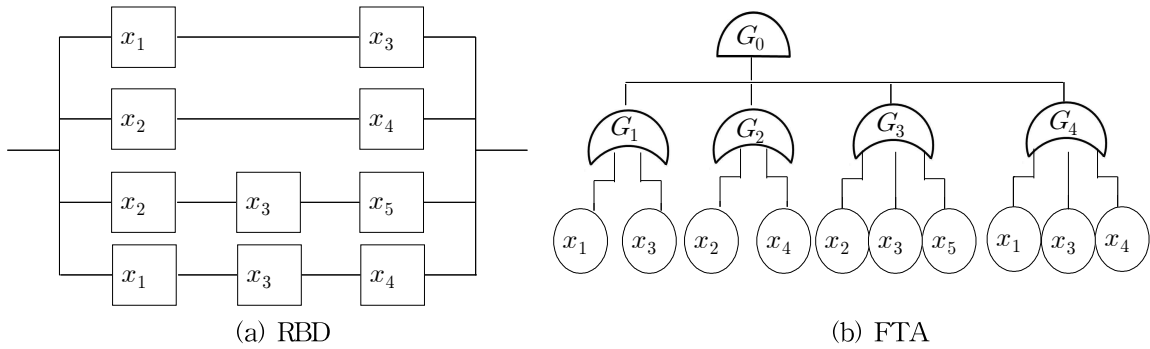 x₁ x₃
x₂ x₄
x₂ x₃ x₅
x₁ x₃ x₄
(a) RBD
G₀
G₁ G₂ G₃ G₄
x₁ x₃ x₂ x₄ x₂ x₃ x₅ x₁ x₃ x₄
(b) FTA